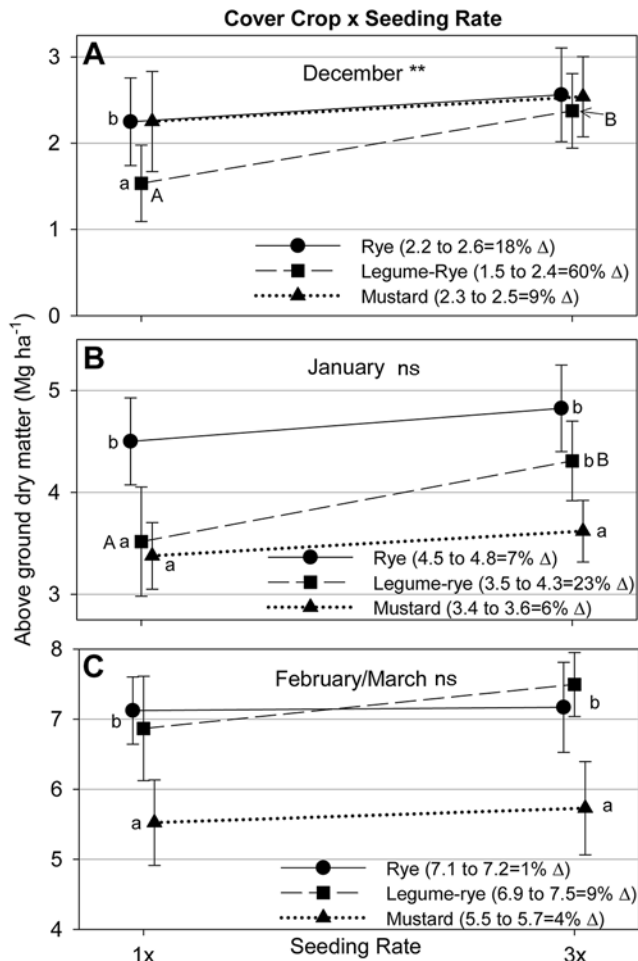 Cover Crop x Seeding Rate
A
December **
3
2
1
0
b
a
A
B
Rye (2.2 to 2.6=18% Δ)
Legume-Rye (1.5 to 2.4=60% Δ)
Mustard (2.3 to 2.5=9% Δ)
Above ground dry matter (Mg ha⁻¹)
B
January ns
5
4
3
b
A a
a
b
b B
a
Rye (4.5 to 4.8=7% Δ)
Legume-rye (3.5 to 4.3=23% Δ)
Mustard (3.4 to 3.6=6% Δ)
C
February/March ns
8
7
6
5
4
b
a
b
a
Rye (7.1 to 7.2=1% Δ)
Legume-rye (6.9 to 7.5=9% Δ)
Mustard (5.5 to 5.7=4% Δ)
1x
Seeding Rate
3x